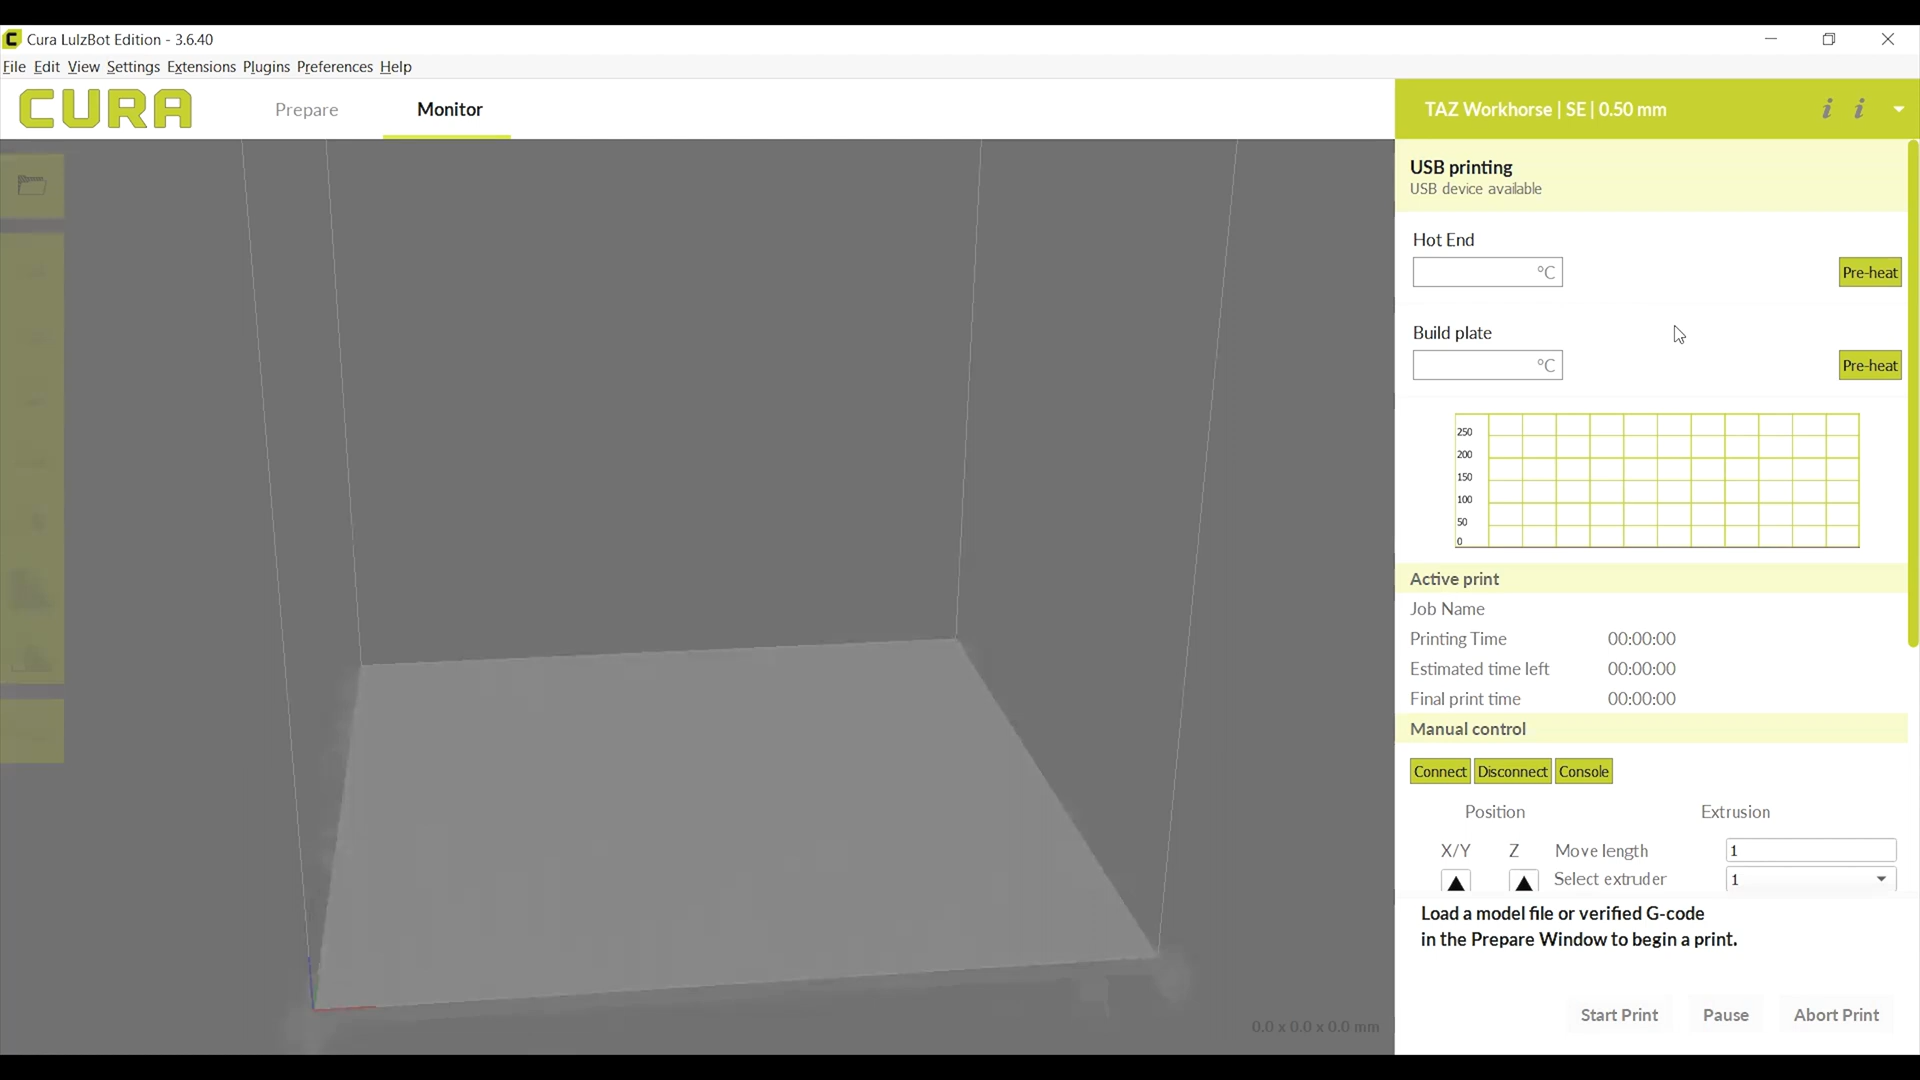 Cura LulzBot Edition - 3.6.40
File Edit View Settings Extensions Plugins Preferences Help
CURA
Prepare
Monitor
TAZ Workhorse | SE | 0.50 mm
i i
USB printing
USB device available
Hot End
°C
Pre-heat
Build plate
°C
Pre-heat
250
200
150
100
50
0
Active print
Job Name
Printing Time 00:00:00
Estimated time left 00:00:00
Final print time 00:00:00
Manual control
Connect Disconnect Console
Position Extrusion
X/Y Z Move length 1
Select extruder 1
Load a model file or verified G-code
in the Prepare Window to begin a print.
0.0 x 0.0 x 0.0 mm
Start Print Pause Abort Print